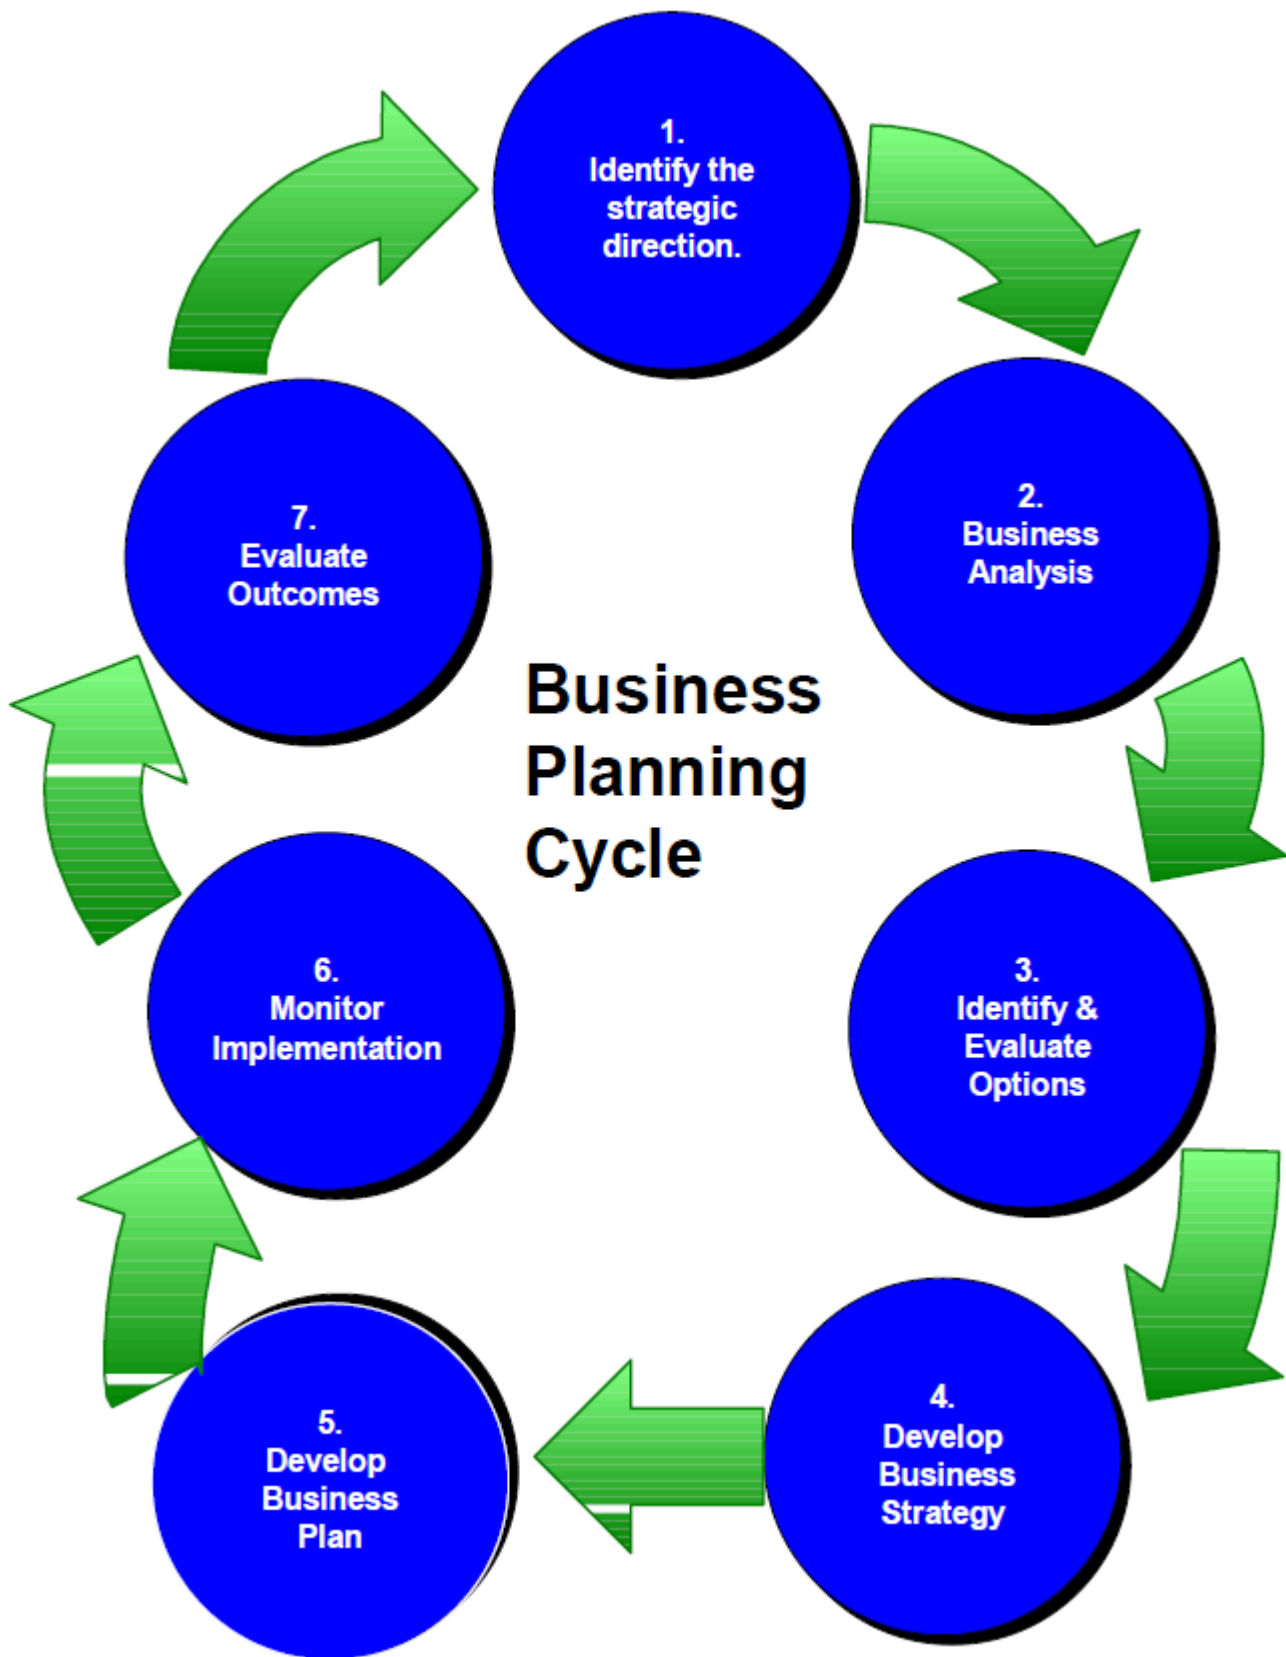 1.
Identify the
strategic
direction.
2.
Business
Analysis
3.
Identify &
Evaluate
Options
4.
Develop
Business
Strategy
5.
Develop
Business
Plan
6.
Monitor
Implementation
7.
Evaluate
Outcomes
Business
Planning
Cycle